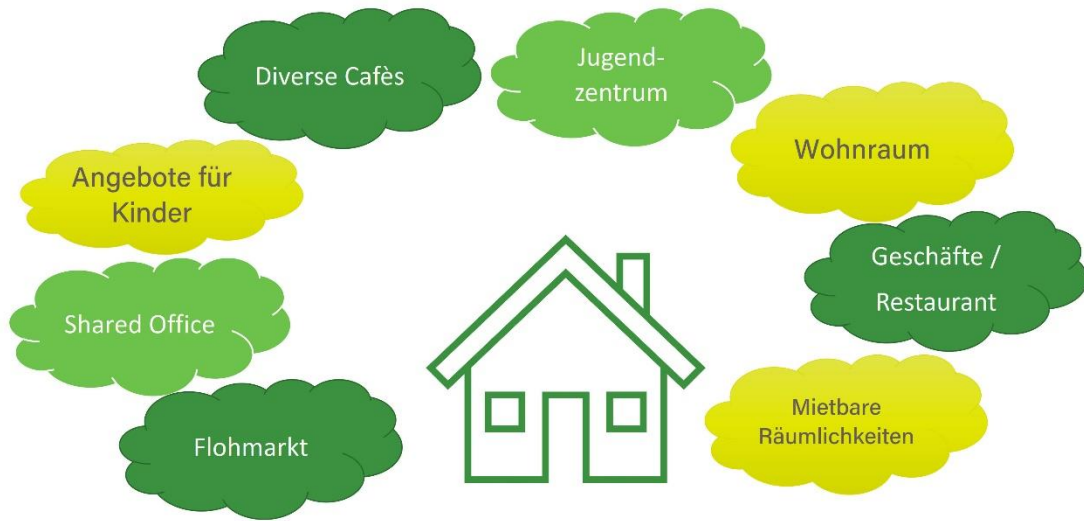 Diverse Cafès
Jugend-
zentrum
Wohnraum
Angebote für
Kinder
Geschäfte /
Restaurant
Shared Office
Mietbare
Räumlichkeiten
Flohmarkt